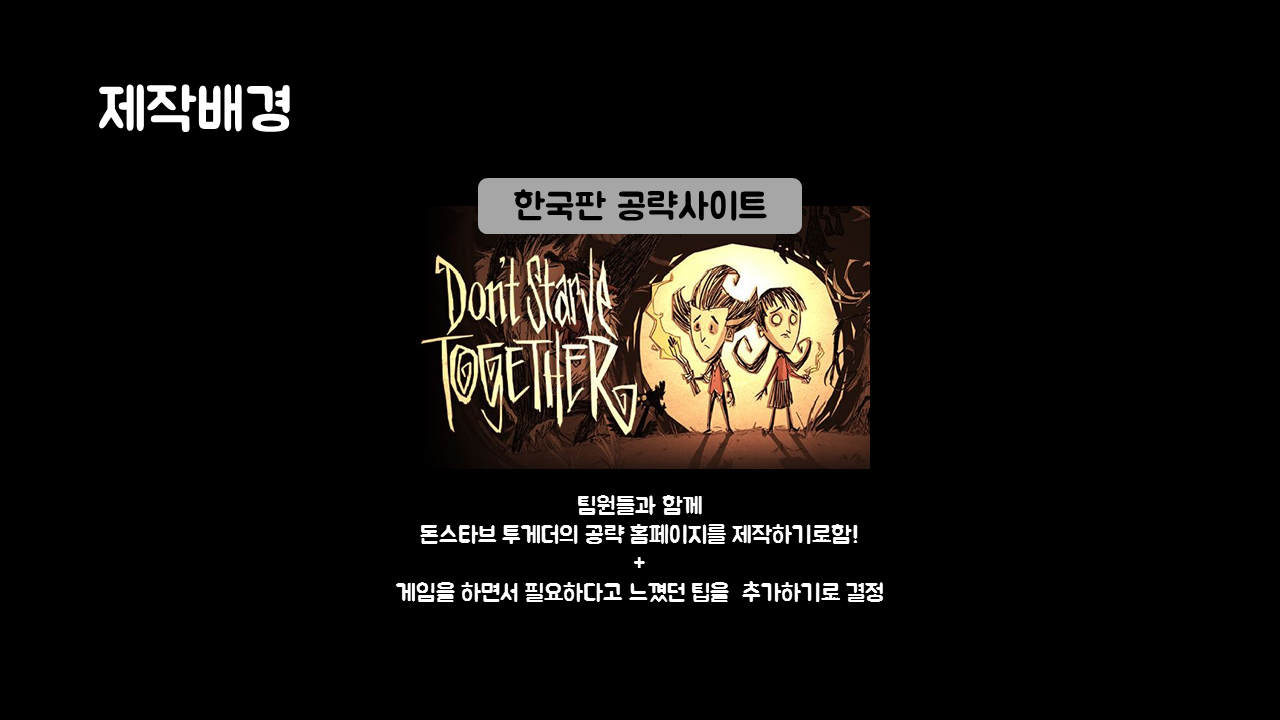 제작배경
한국판 공략사이트
Don't Starve
TOGETHER
팀원들과 함께
돈스타브 투게더의 공략 홈페이지를 제작하기로함!
+
게임을 하면서 필요하다고 느꼈던 팁을 추가하기로 결정